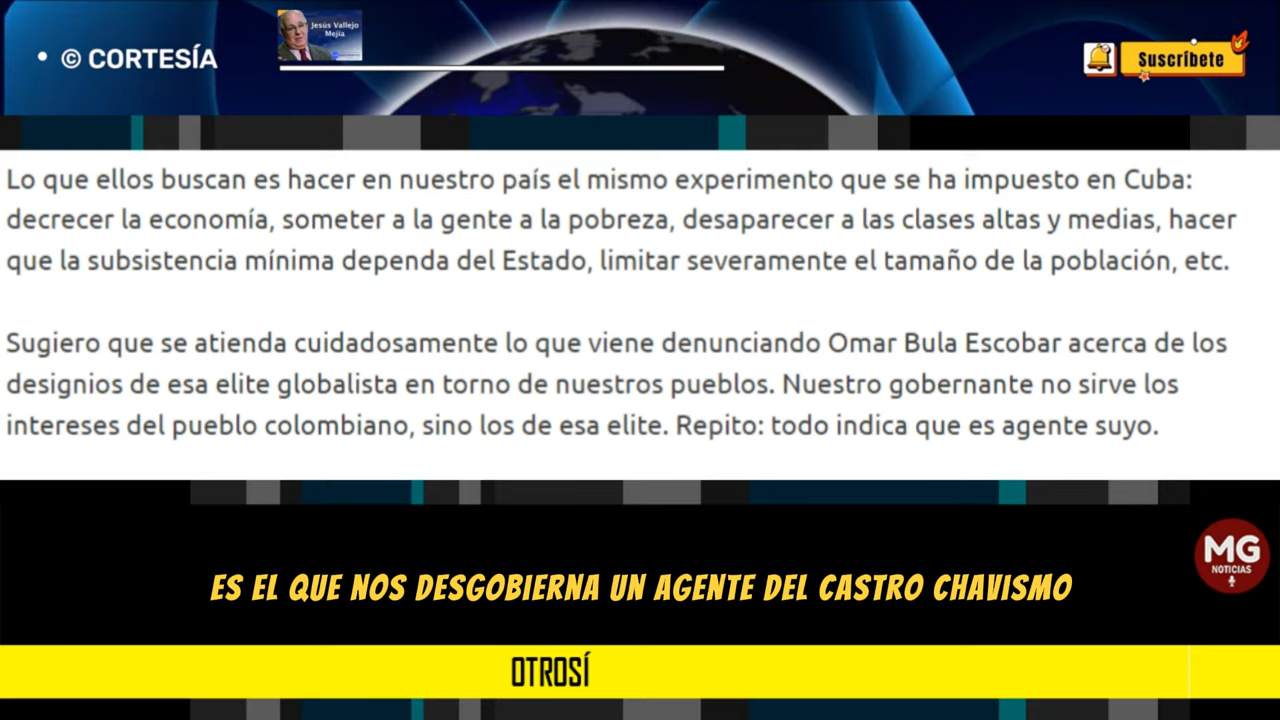 • © CORTESÍA
Jesús Vallejo
Mejía
Suscríbete
Lo que ellos buscan es hacer en nuestro país el mismo experimento que se ha impuesto en Cuba:
decrecer la economía, someter a la gente a la pobreza, desaparecer a las clases altas y medias, hacer
que la subsistencia mínima dependa del Estado, limitar severamente el tamaño de la población, etc.
Sugiero que se atienda cuidadosamente lo que viene denunciando Omar Bula Escobar acerca de los
designios de esa elite globalista en torno de nuestros pueblos. Nuestro gobernante no sirve los
intereses del pueblo colombiano, sino los de esa elite. Repito: todo indica que es agente suyo.
MG
NOTICIAS
ES EL QUE NOS DESGOBIERNA UN AGENTE DEL CASTRO CHAVISMO
OTROSÍ